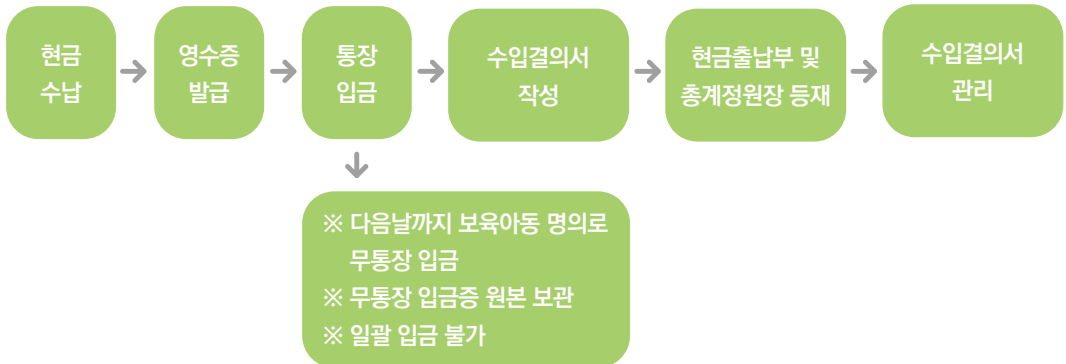 현금
수납
영수증
발급
통장
입금
수입결의서
작성
현금출납부 및
총계정원장 등재
수입결의서
관리
※ 다음날까지 보육아동 명의로
무통장 입금
※ 무통장 입금증 원본 보관
※ 일괄 입금 불가